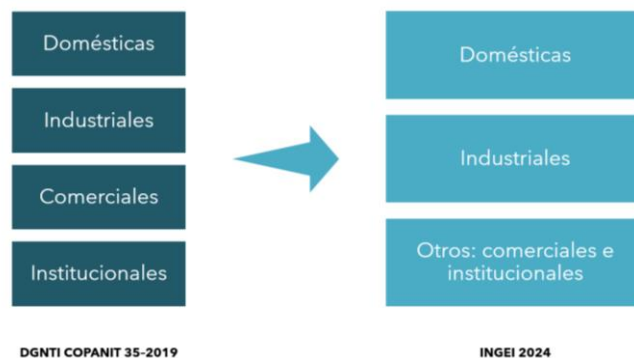 Domésticas
Industriales
Comerciales
Institucionales
DGNTI COPANIT 35-2019
Domésticas
Industriales
Otros: comerciales e
institucionales
INGEI 2024